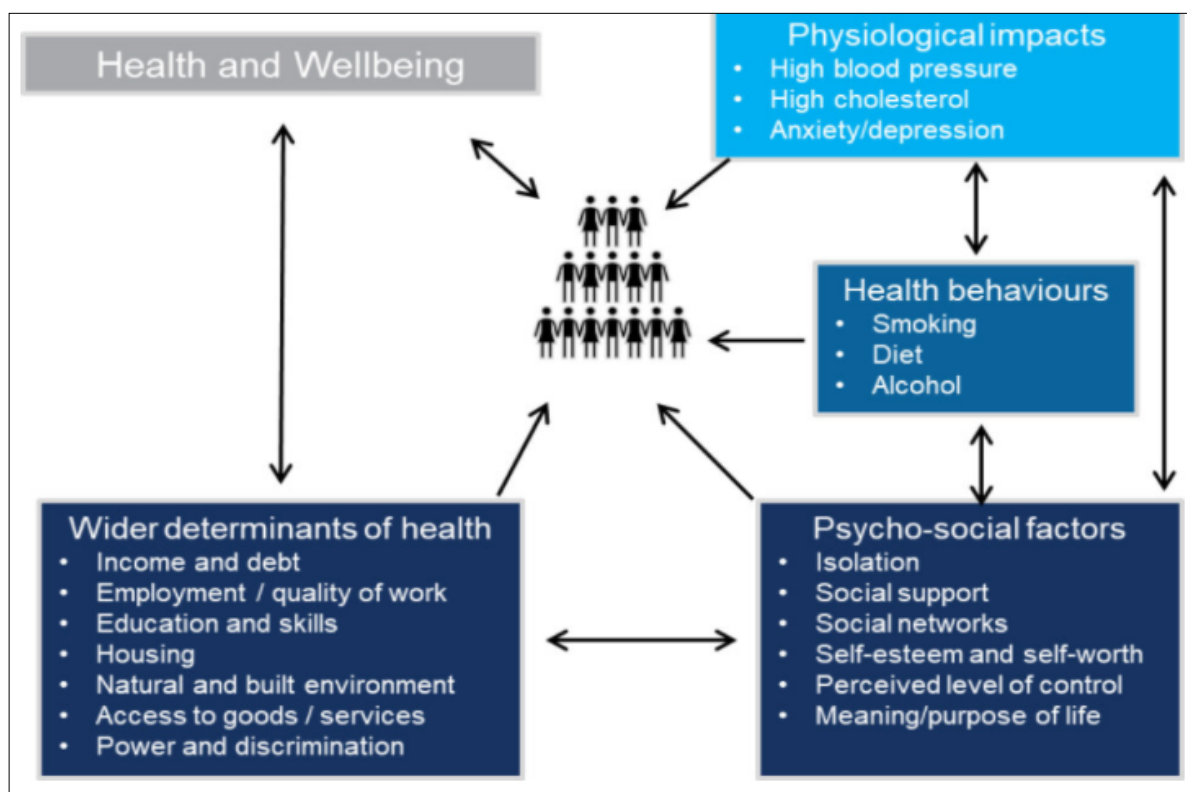 Health and Wellbeing
Physiological impacts
• High blood pressure
• High cholesterol
• Anxiety/depression
Health behaviours
• Smoking
• Diet
• Alcohol
Wider determinants of health
• Income and debt
• Employment / quality of work
• Education and skills
• Housing
• Natural and built environment
• Access to goods / services
• Power and discrimination
Psycho-social factors
• Isolation
• Social support
• Social networks
• Self-esteem and self-worth
• Perceived level of control
• Meaning/purpose of life